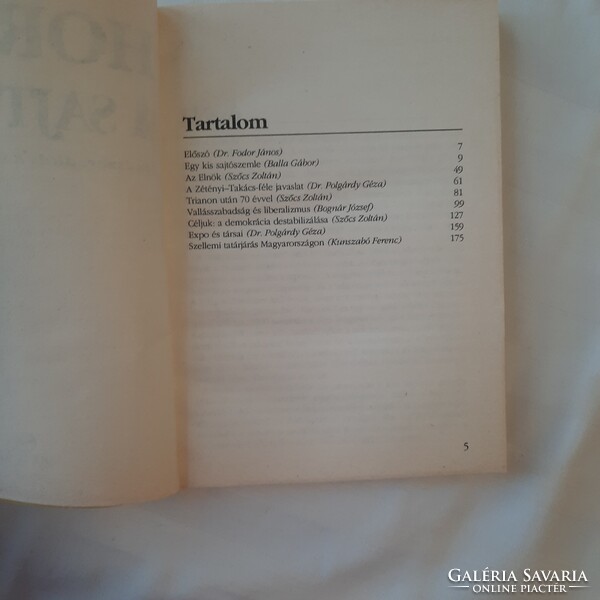 Tartalom
Előszó (Dr. Fodor János) 7
Egy kis sajtószemle (Balla Gábor) 9
Az Elnök (Szőcs Zoltán) 49
A Zétényi–Takács-féle javaslat (Dr. Polgárdy Géza) 61
Trianon után 70 évvel (Szőcs Zoltán) 81
Vallásszabadság és liberalizmus (Bognár József) 99
Céljuk: a demokrácia destabilizálása (Szőcs Zoltán) 127
Expo és társai (Dr. Polgárdy Géza) 159
Szellemi tatárjárás Magyarországon (Kunszabó Ferenc) 175
5
GALÉRIA SAVARIA
ONLINE PIACTÉR